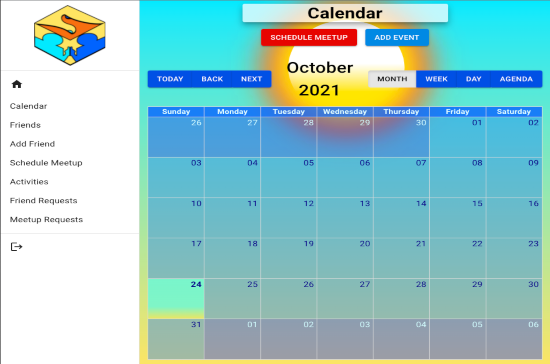 Calendar
SCHEDULE MEETUP ADD EVENT
TODAY BACK NEXT October 2021 MONTH WEEK DAY AGENDA
Calendar
Friends
Add Friend
Schedule Meetup
Activities
Friend Requests
Meetup Requests
Sunday Monday Tuesday Wednesday Thursday Friday Saturday
26 27 28 29 30 01 02
03 04 05 06 07 08 09
10 11 12 13 14 15 16
17 18 19 20 21 22 23
24 25 26 27 28 29 30
31 01 02 03 04 05 06